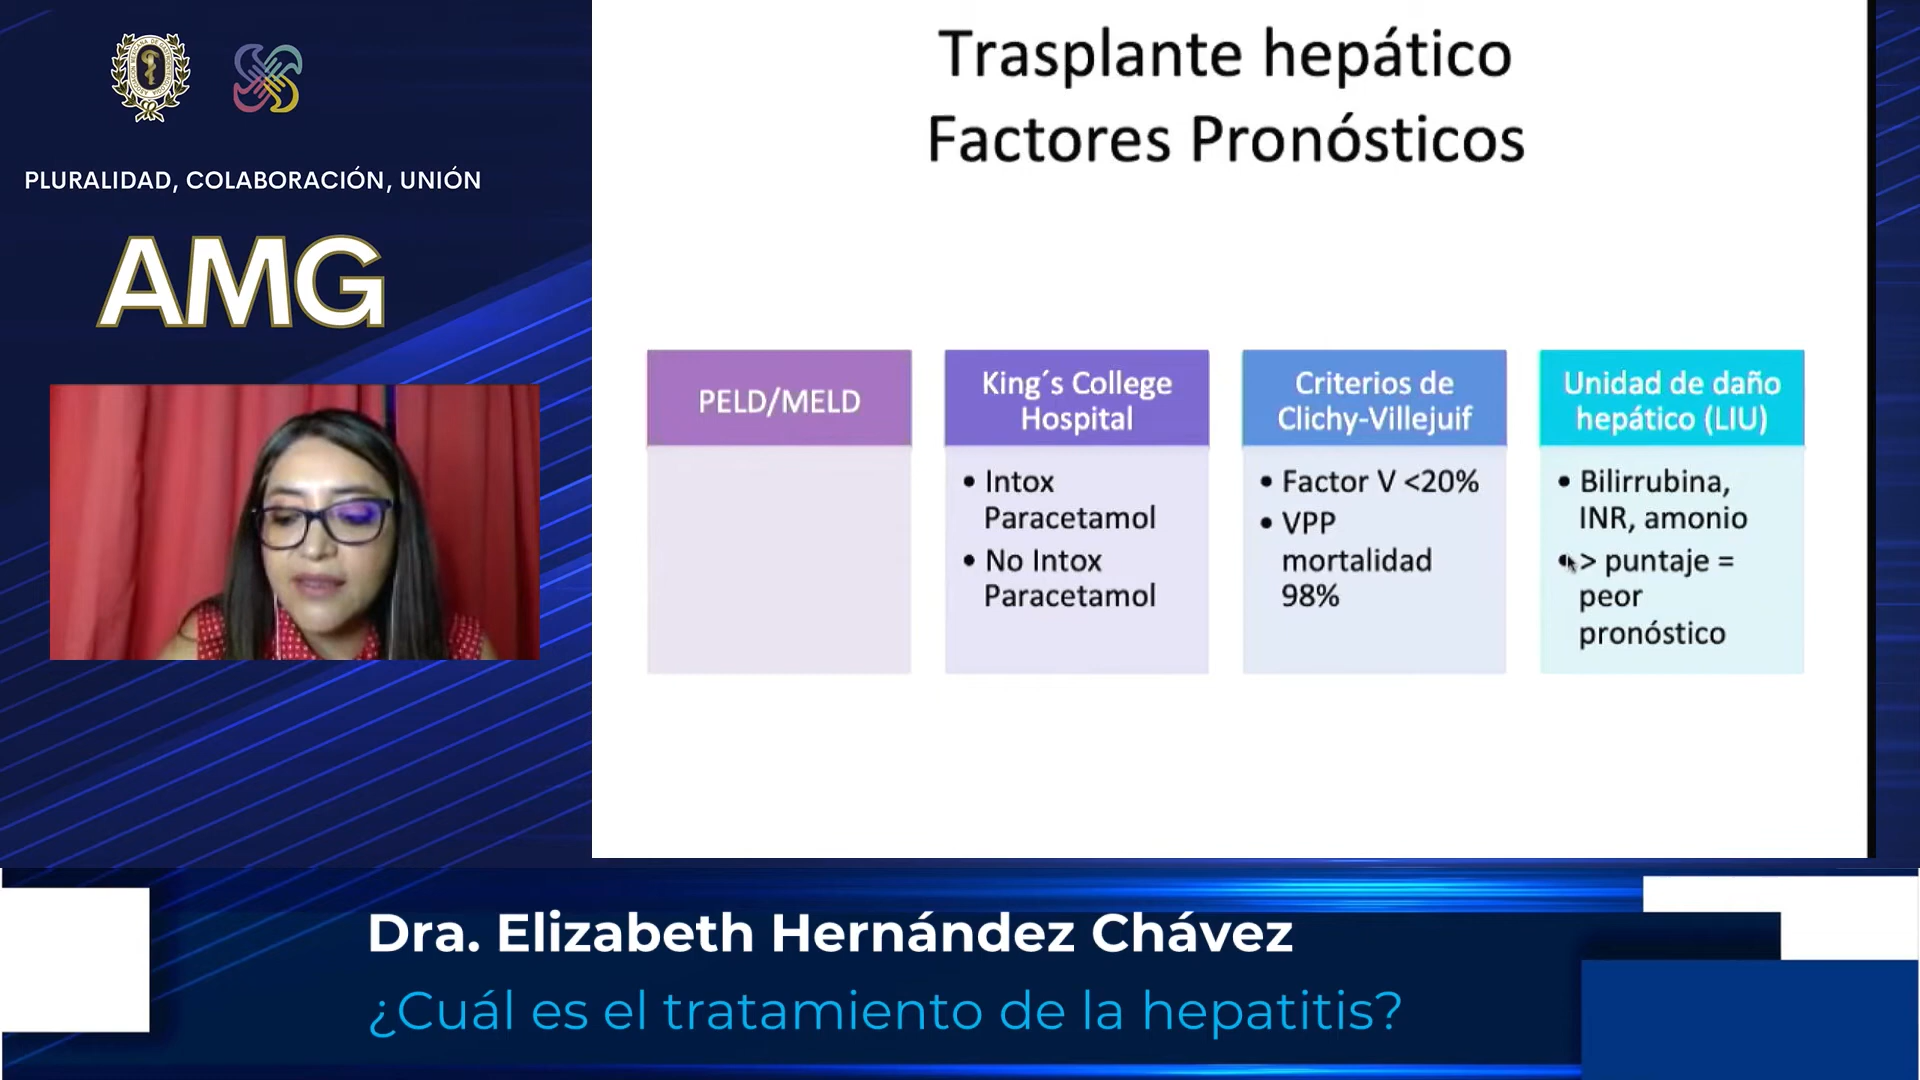 PLURALIDAD, COLABORACIÓN, UNIÓN
AMG
Trasplante hepático
Factores Pronósticos
PELD/MELD
King´s College
Hospital
• Intox
Paracetamol
• No Intox
Paracetamol
Criterios de
Clichy-Villejuif
• Factor V <20%
• VPP
mortalidad
98%
Unidad de daño
hepático (LIU)
• Bilirrubina,
INR, amonio
• > puntaje =
peor
pronóstico
Dra. Elizabeth Hernández Chávez
¿Cuál es el tratamiento de la hepatitis?